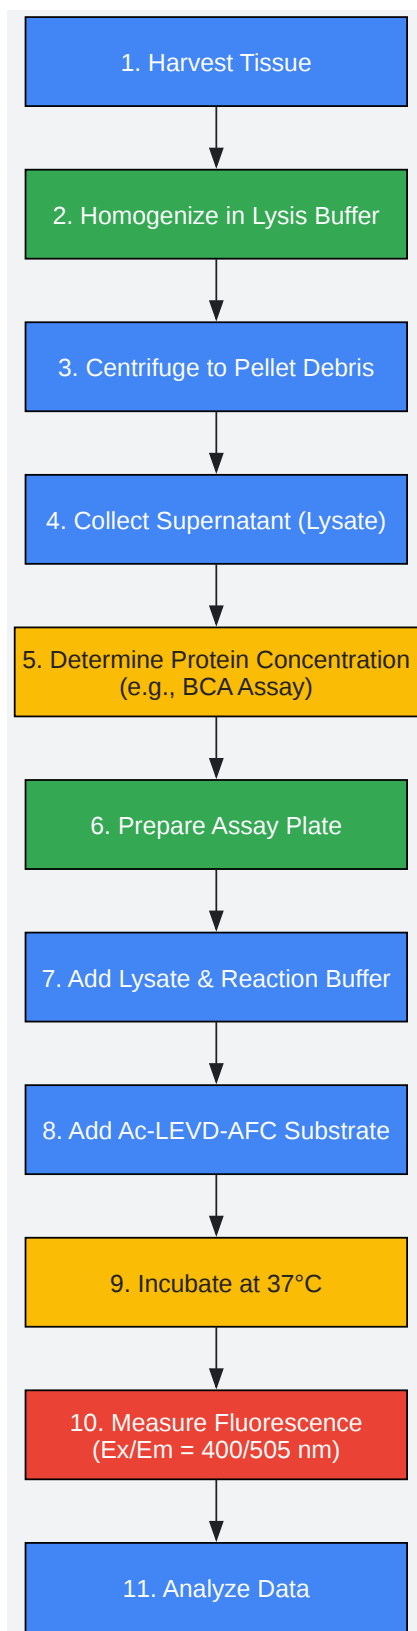 1. Harvest Tissue
2. Homogenize in Lysis Buffer
3. Centrifuge to Pellet Debris
4. Collect Supernatant (Lysate)
5. Determine Protein Concentration
(e.g., BCA Assay)
6. Prepare Assay Plate
7. Add Lysate & Reaction Buffer
8. Add Ac-LEVD-AFC Substrate
9. Incubate at 37°C
10. Measure Fluorescence
(Ex/Em = 400/505 nm)
11. Analyze Data